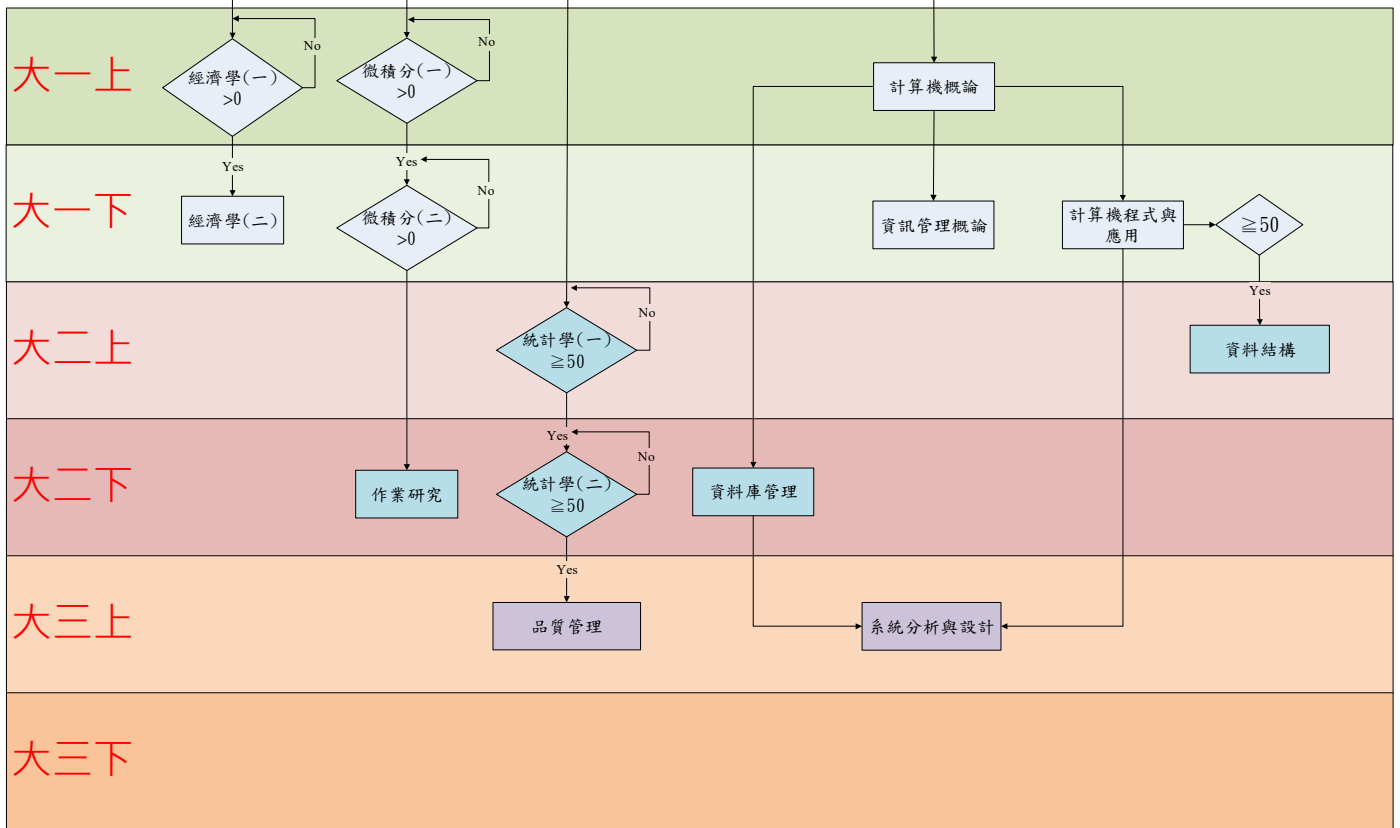 大一上
經濟學(一)
>0
No
微積分(一)
>0
No
計算機概論
大一下
Yes
經濟學(二)
Yes
微積分(二)
>0
No
資訊管理概論
計算機程式與
應用
≧50
Yes
大二上
統計學(一)
≧50
No
資料結構
大二下
作業研究
Yes
統計學(二)
≧50
No
資料庫管理
大三上
Yes
品質管理
系統分析與設計
大三下